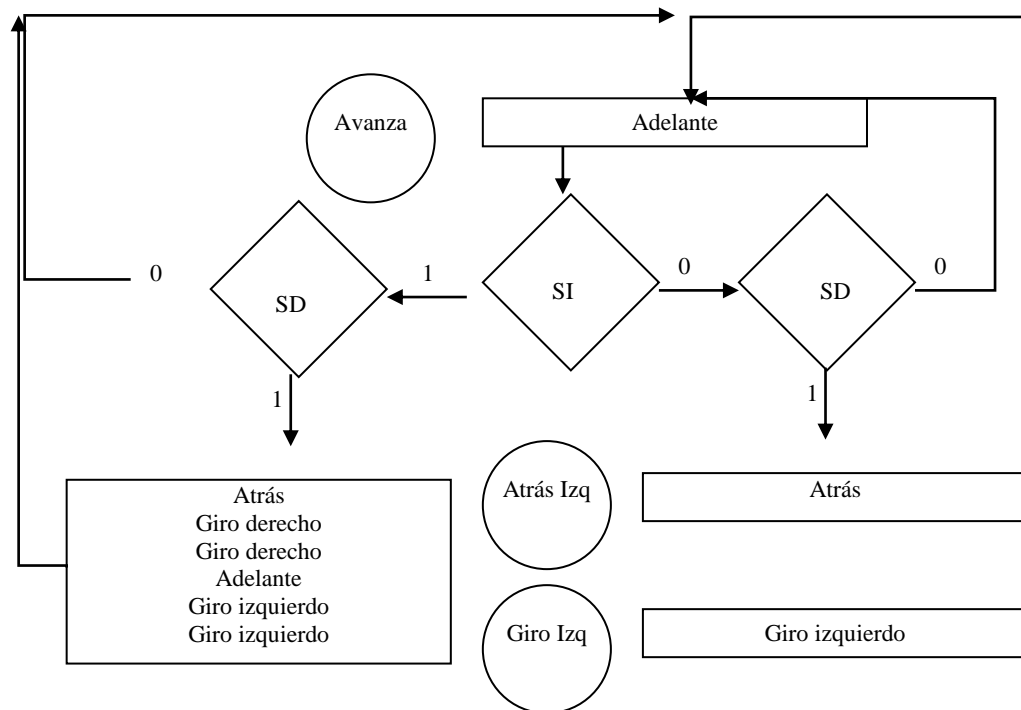 Avanza
Adelante
0
SD
1
SI
0
SD
0
1
1
Atrás
Giro derecho
Giro derecho
Adelante
Giro izquierdo
Giro izquierdo
Atrás Izq
Atrás
Giro Izq
Giro izquierdo